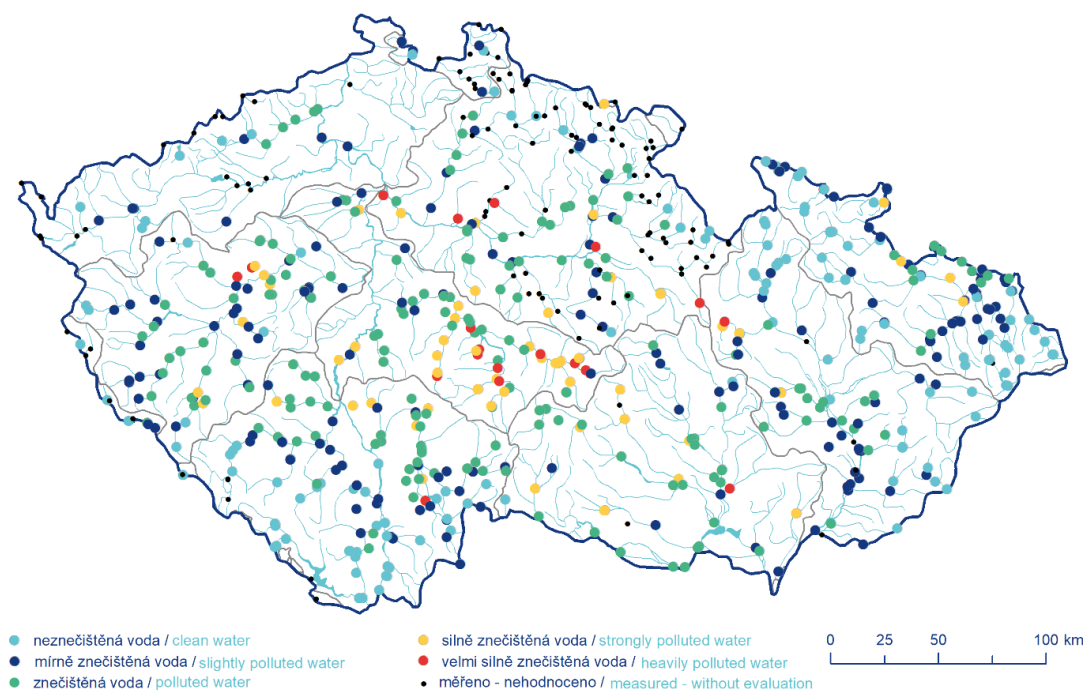 neznečištěná voda / clean water
mírně znečištěná voda / slightly polluted water
znečištěná voda / polluted water
silně znečištěná voda / strongly polluted water
velmi silně znečištěná voda / heavily polluted water
měřeno - nehodnoceno / measured - without evaluation
0 25 50 100 km